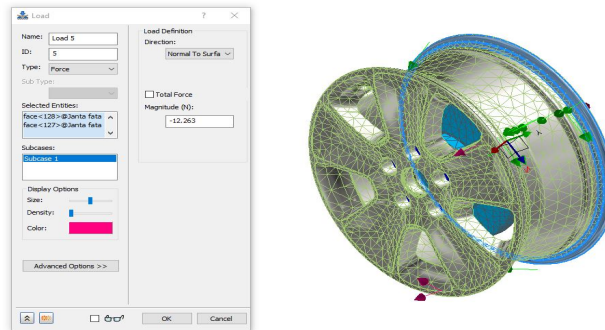 Load
Name:
Load 5
ID:
5
Type:
Force
Sub Type:
Selected Entities:
face<128>@Janta fata
face<127>@Janta fata
Subcases:
Subcase 1
Display Options
Size:
Density:
Color:
Advanced Options >>
Load Definition
Direction:
Normal To Surfa
Total Force
Magnitude (N):
-12.263
OK
Cancel